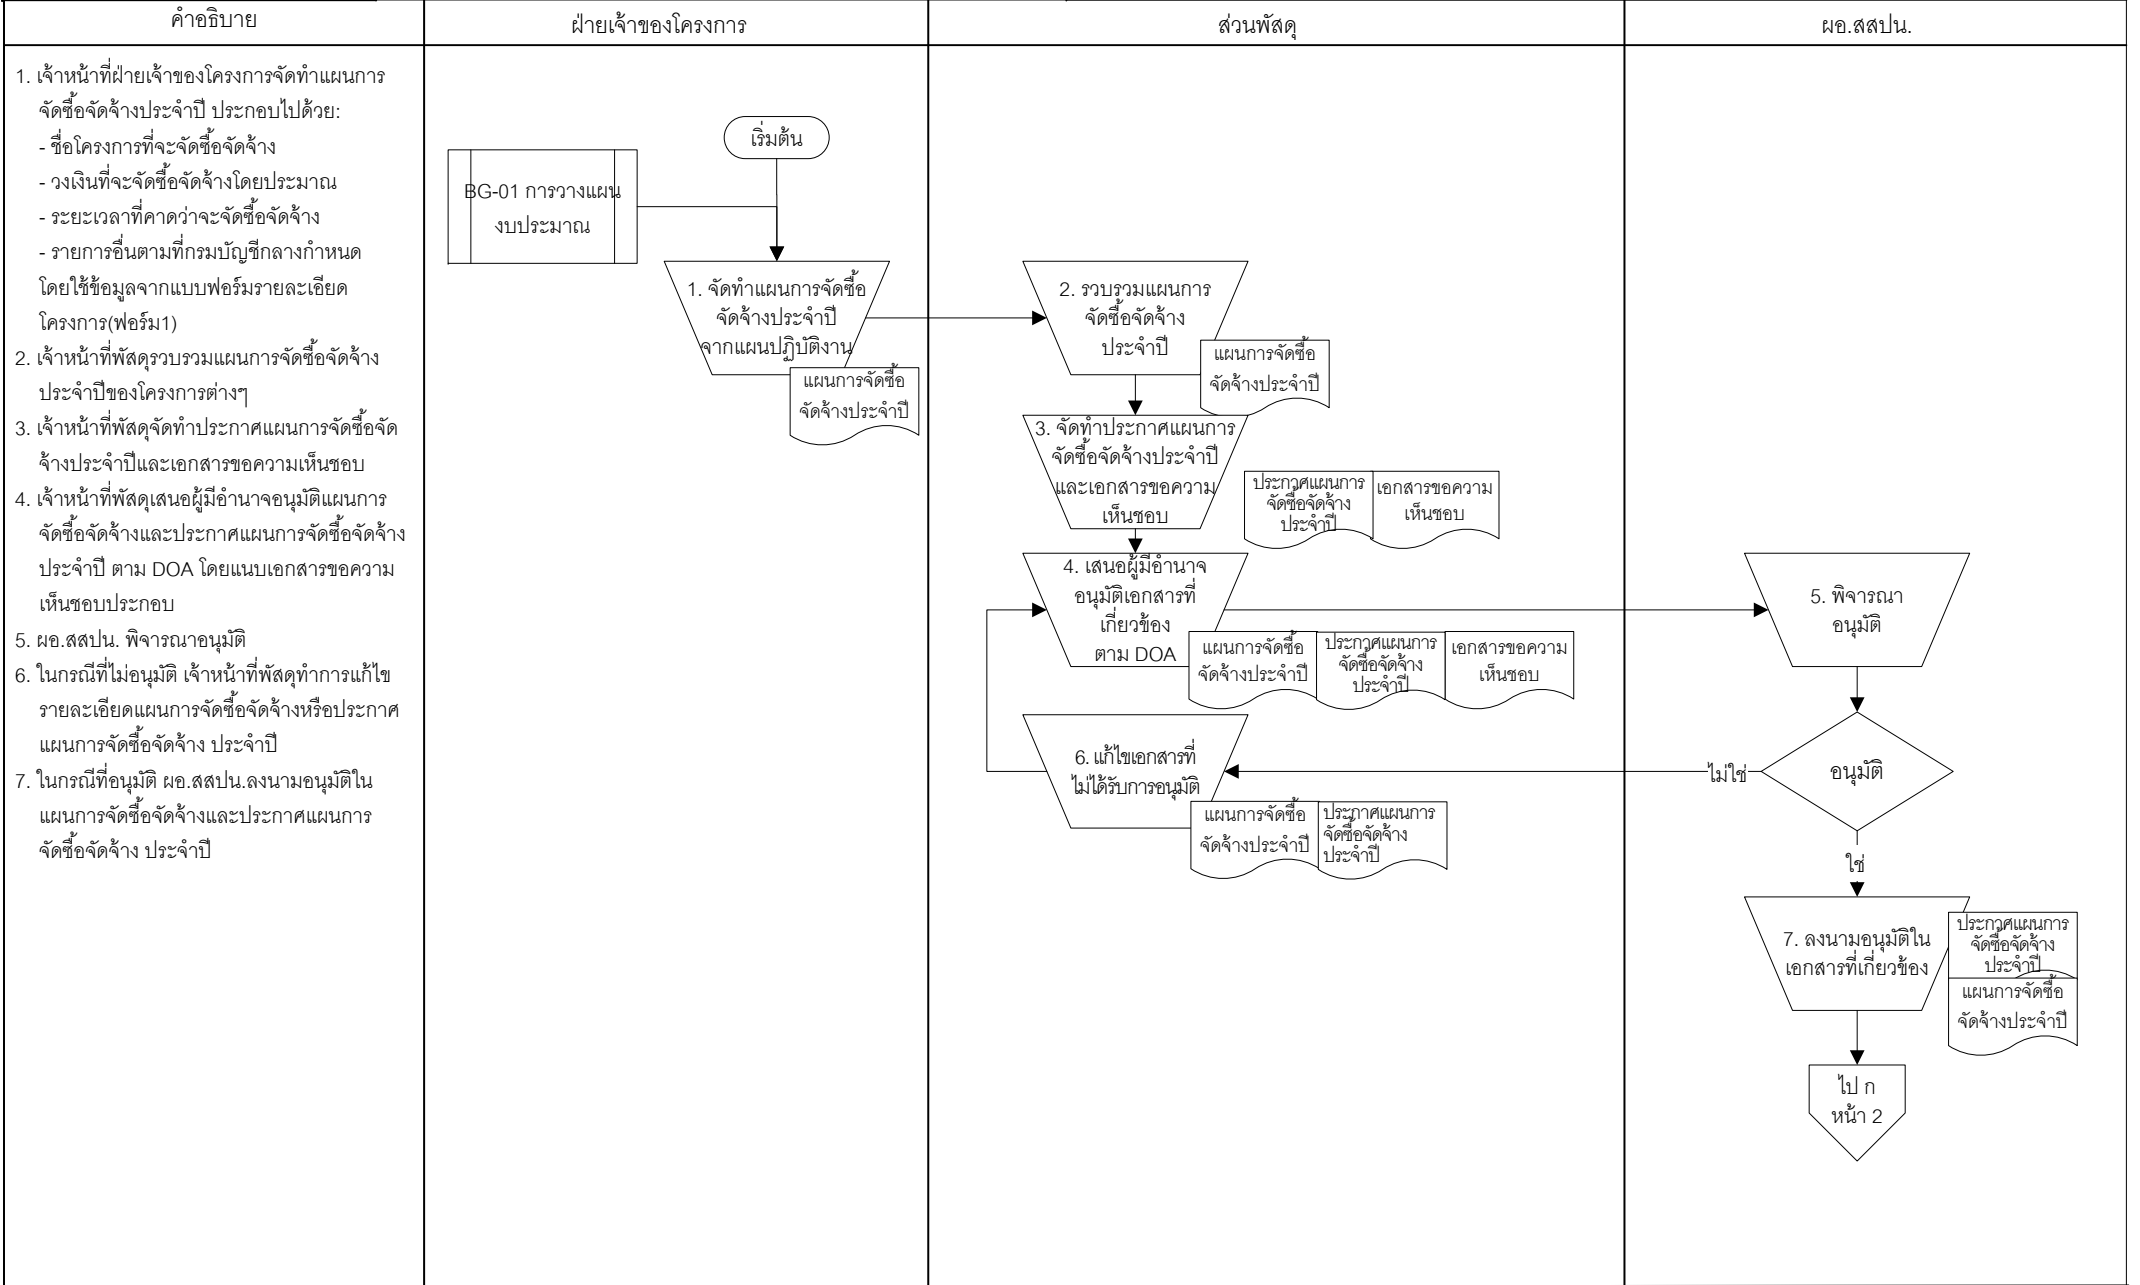 คำอธิบาย
ฝ่ายเจ้าของโครงการ
ส่วนพัสดุ
ผอ.สสปน.
1. เจ้าหน้าที่ฝ่ายเจ้าของโครงการจัดทำแผนการ
จัดซื้อจัดจ้างประจำปี ประกอบไปด้วย:
- ชื่อโครงการที่จะจัดซื้อจัดจ้าง
- วงเงินที่จะจัดซื้อจัดจ้างโดยประมาณ
- ระยะเวลาที่คาดว่าจะจัดซื้อจัดจ้าง
- รายการอื่นตามที่กรมบัญชีกลางกำหนด
โดยใช้ข้อมูลจากแบบฟอร์มรายละเอียด
โครงการ(ฟอร์ม1)
2. เจ้าหน้าที่พัสดุรวบรวมแผนการจัดซื้อจัดจ้าง
ประจำปีของโครงการต่างๆ
3. เจ้าหน้าที่พัสดุจัดทำประกาศแผนการจัดซื้อจัด
จ้างประจำปีและเอกสารขอความเห็นชอบ
4. เจ้าหน้าที่พัสดุเสนอผู้มีอำนาจอนุมัติแผนการ
จัดซื้อจัดจ้างและประกาศแผนการจัดซื้อจัดจ้าง
ประจำปี ตาม DOA โดยแนบเอกสารขอความ
เห็นชอบประกอบ
5. ผอ.สสปน. พิจารณาอนุมัติ
6. ในกรณีที่ไม่อนุมัติ เจ้าหน้าที่พัสดุทำการแก้ไข
รายละเอียดแผนการจัดซื้อจัดจ้างหรือประกาศ
แผนการจัดซื้อจัดจ้าง ประจำปี
7. ในกรณีที่อนุมัติ ผอ.สสปน.ลงนามอนุมัติใน
แผนการจัดซื้อจัดจ้างและประกาศแผนการ
จัดซื้อจัดจ้าง ประจำปี
เริ่มต้น
BG-01 การวางแผน
งบประมาณ
1. จัดทำแผนการจัดซื้อ
จัดจ้างประจำปี
จากแผนปฏิบัติงาน
แผนการจัดซื้อ
จัดจ้างประจำปี
2. รวบรวมแผนการ
จัดซื้อจัดจ้าง
ประจำปี
แผนการจัดซื้อ
จัดจ้างประจำปี
3. จัดทำประกาศแผนการ
จัดซื้อจัดจ้างประจำปี
และเอกสารขอความ
เห็นชอบ
ประกาศแผนการ
จัดซื้อจัดจ้าง
ประจำปี
เอกสารขอความ
เห็นชอบ
4. เสนอผู้มีอำนาจ
อนุมัติเอกสารที่
เกี่ยวข้อง
ตาม DOA
แผนการจัดซื้อ
จัดจ้างประจำปี
ประกาศแผนการ
จัดซื้อจัดจ้าง
ประจำปี
เอกสารขอความ
เห็นชอบ
5. พิจารณา
อนุมัติ
6. แก้ไขเอกสารที่
ไม่ได้รับการอนุมัติ
แผนการจัดซื้อ
จัดจ้างประจำปี
ประกาศแผนการ
จัดซื้อจัดจ้าง
ประจำปี
ไม่ใช่
อนุมัติ
ใช่
7. ลงนามอนุมัติใน
เอกสารที่เกี่ยวข้อง
ประกาศแผนการ
จัดซื้อจัดจ้าง
ประจำปี
แผนการจัดซื้อ
จัดจ้างประจำปี
ไป ก
หน้า 2